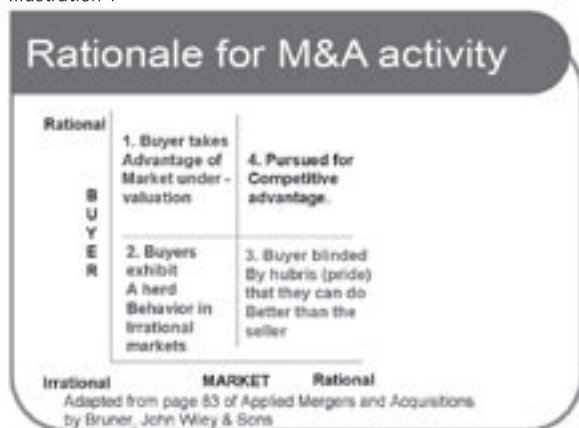 Rationale for M&A activity
Rational
1. Buyer takes
Advantage of
Market under -
valuation
4. Pursued for
Competitive
advantage.
B
U
Y
E
R
2. Buyers
exhibit
A herd
Behavior in
Irrational
markets
3. Buyer blinded
By hubris (pride)
that they can do
Better than the
seller
Irrational MARKET Rational
Adapted from page 83 of Applied Mergers and Acquisitions
by Bruner, John Wiley & Sons